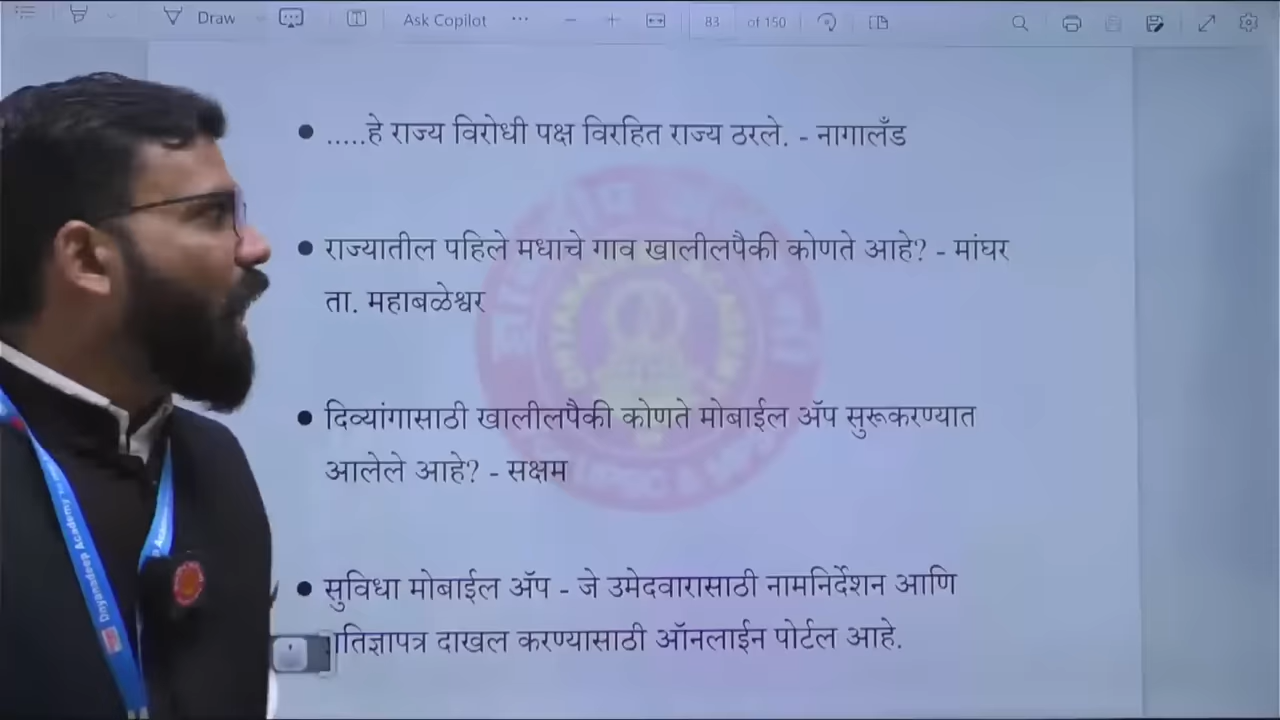 Draw
Ask Copilot
83 of 150
● .....हे राज्य विरोधी पक्ष विरहित राज्य ठरले. - नागालँड
● राज्यातील पहिले मधाचे गाव खालीलपैकी कोणते आहे? - मांघर
ता. महाबळेश्वर
● दिव्यांगासाठी खालीलपैकी कोणते मोबाईल ॲप सुरूकरण्यात
आलेले आहे? - सक्षम
● सुविधा मोबाईल ॲप - जे उमेदवारासाठी नामनिर्देशन आणि
दाखल करण्यासाठी ऑनलाईन पोर्टल आहे.
Dnyanadeep Academy